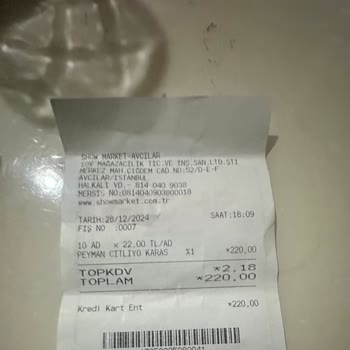 SHOW MARKET-AVCILAR
MAĞAZACILIK TİC.VE İNŞ.SAN.LTD.ŞTİ
MERKEZ MAH.ÇİĞDEM CAD.NO:52/D-E-F
AVCILAR/İSTANBUL
HALKALI VD.- 814 040 9038
MERSİS NO:0814040903800018
www.showmarket.com.tr
TARİH:28/12/2024 SAAT:18:09
FİŞ NO :0007
10 AD x 22,00 TL/AD
PEYMAN ÇİTLİYO KARAS %1 *220,00
TOPKDV *2,18
TOPLAM *220,00
Kredi Kart Ent *220,00